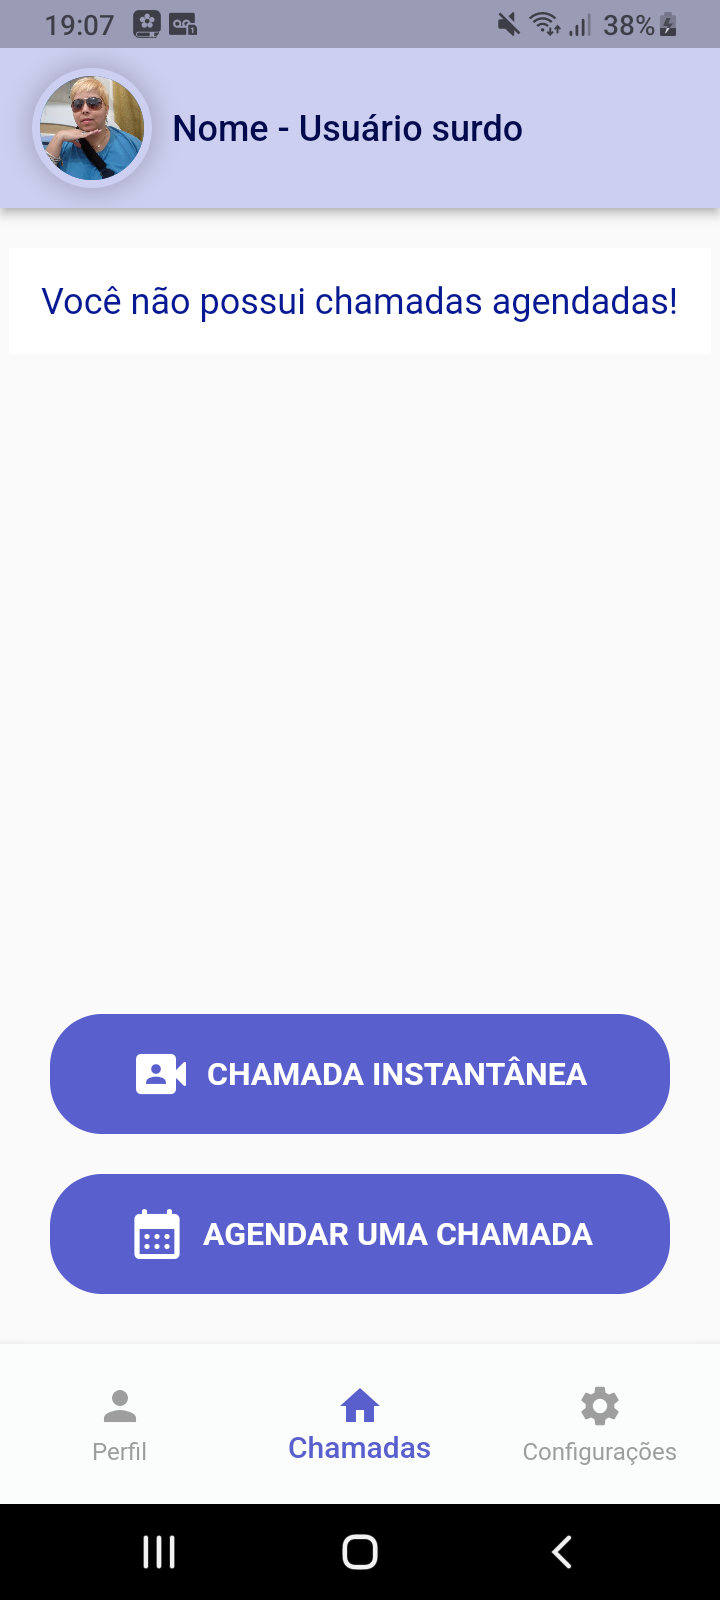 19:07
38%
Nome - Usuário surdo
Você não possui chamadas agendadas!
CHAMADA INSTANTÂNEA
AGENDAR UMA CHAMADA
Perfil
Chamadas
Configurações